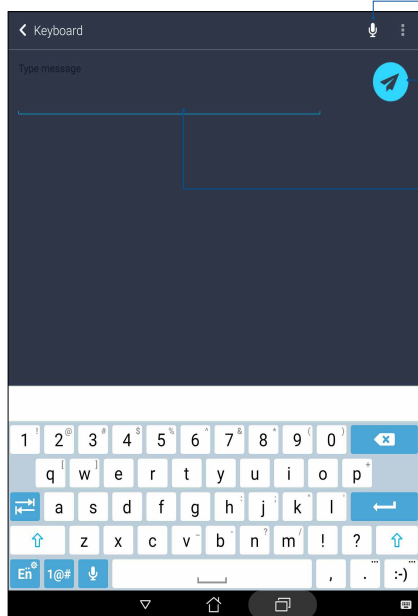 Keyboard
Type message
1 ! 2 @ 3 # 4 $ 5 % 6 ^ 7 & 8 * 9 ( 0 )
q [ w ] e r t y u i o p +
a s d f g h : j ; k " l '
z x c v - b - n ? m / ! ?
En 1@# , . ... :-) ...